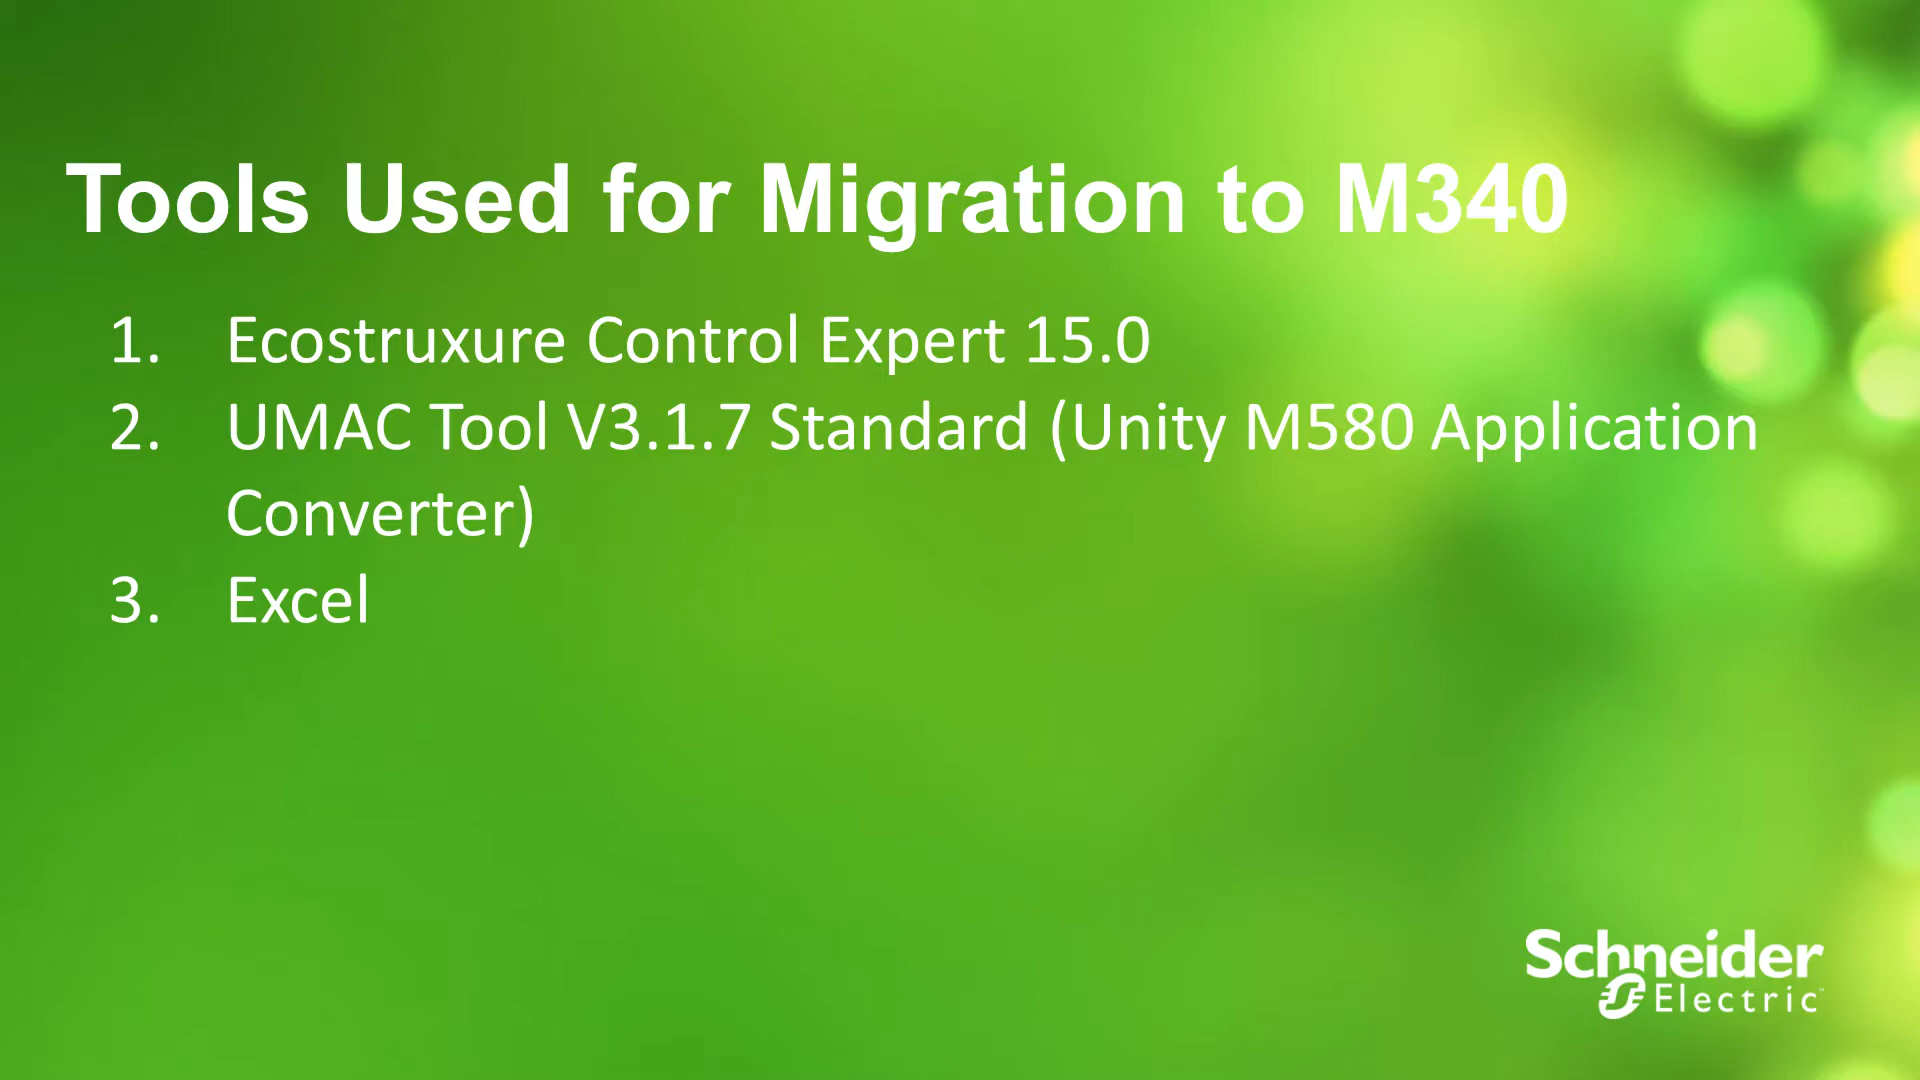 Tools Used for Migration to M340
1. Ecostruxure Control Expert 15.0
2. UMAC Tool V3.1.7 Standard (Unity M580 Application
Converter)
3. Excel
Schneider
Electric